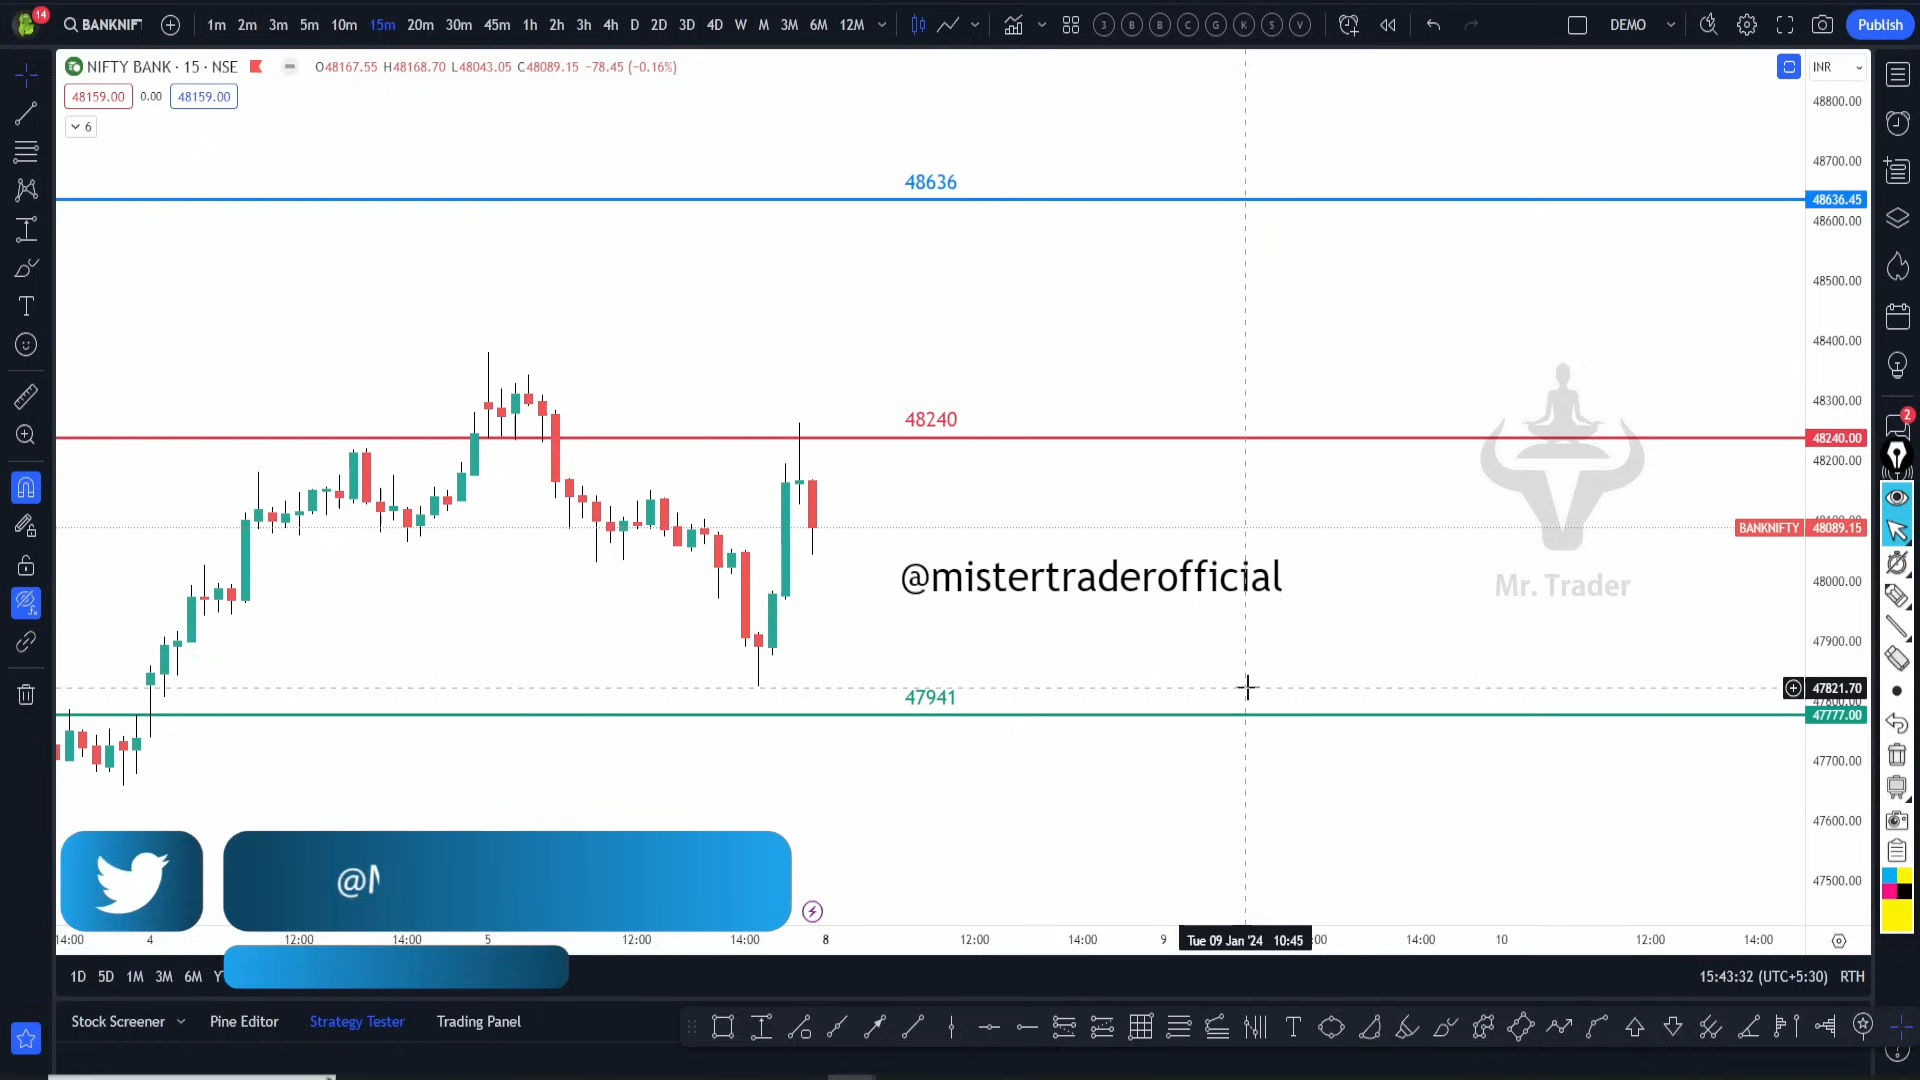 14
BANKNIF
1m 2m 3m 5m 10m 15m 20m 30m 45m 1h 2h 3h 4h D 2D 3D 4D W M 3M 6M 12M
3 B B C G K S V
DEMO
Publish
NIFTY BANK · 15 · NSE
O48167.55 H48168.70 L48043.05 C48089.15 −78.45 (−0.16%)
INR
48159.00 0.00 48159.00
6
48800.00
48700.00
48636
48636.45
48600.00
48500.00
48400.00
48300.00
48240
48240.00
2
48200.00
BANKNIFTY 48089.15
@mistertraderofficial
48000.00
Mr. Trader
47900.00
47941
47821.70
47777.00
47700.00
47600.00
@M
47500.00
14:00 4 12:00 14:00 5 12:00 14:00 8 12:00 14:00 9 Tue 09 Jan '24 10:45 :00 14:00 10 12:00 14:00
1D 5D 1M 3M 6M Y
15:43:32 (UTC+5:30) RTH
Stock Screener Pine Editor Strategy Tester Trading Panel